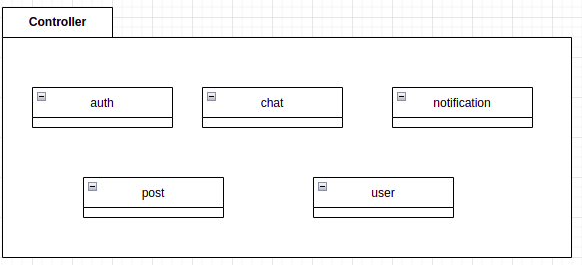 Controller
auth
chat
notification
post
user